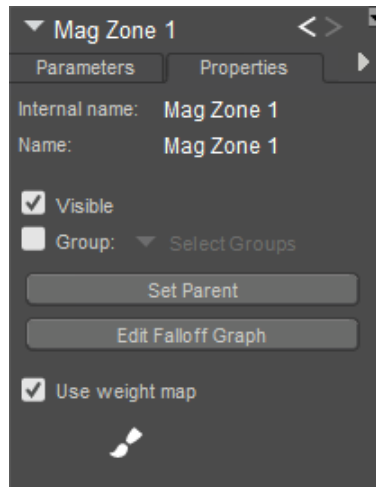 Mag Zone 1
Parameters Properties
Internal name: Mag Zone 1
Name: Mag Zone 1
Visible
Group: Select Groups
Set Parent
Edit Falloff Graph
Use weight map